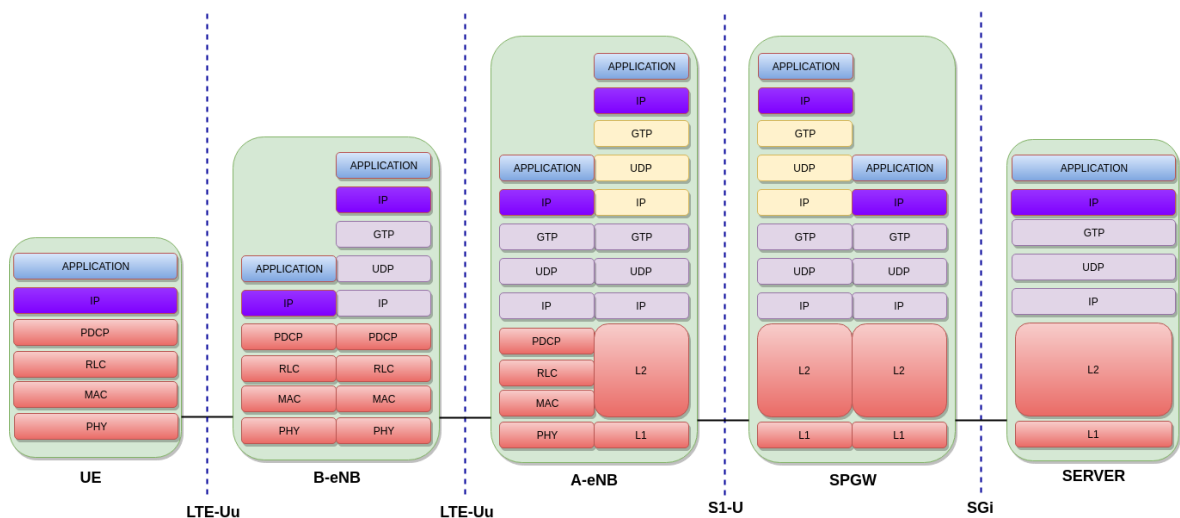 APPLICATION
IP
PDCP
RLC
MAC
PHY
UE
LTE-Uu
APPLICATION
IP
PDCP
RLC
MAC
PHY
APPLICATION
IP
GTP
UDP
IP
PDCP
RLC
MAC
PHY
B-eNB
LTE-Uu
APPLICATION
IP
GTP
UDP
IP
PDCP
RLC
MAC
PHY
APPLICATION
IP
GTP
UDP
IP
GTP
UDP
IP
L2
L1
A-eNB
S1-U
APPLICATION
IP
GTP
UDP
IP
GTP
UDP
IP
L2
L1
APPLICATION
IP
GTP
UDP
IP
L2
L1
SPGW
SGi
APPLICATION
IP
GTP
UDP
IP
L2
L1
SERVER